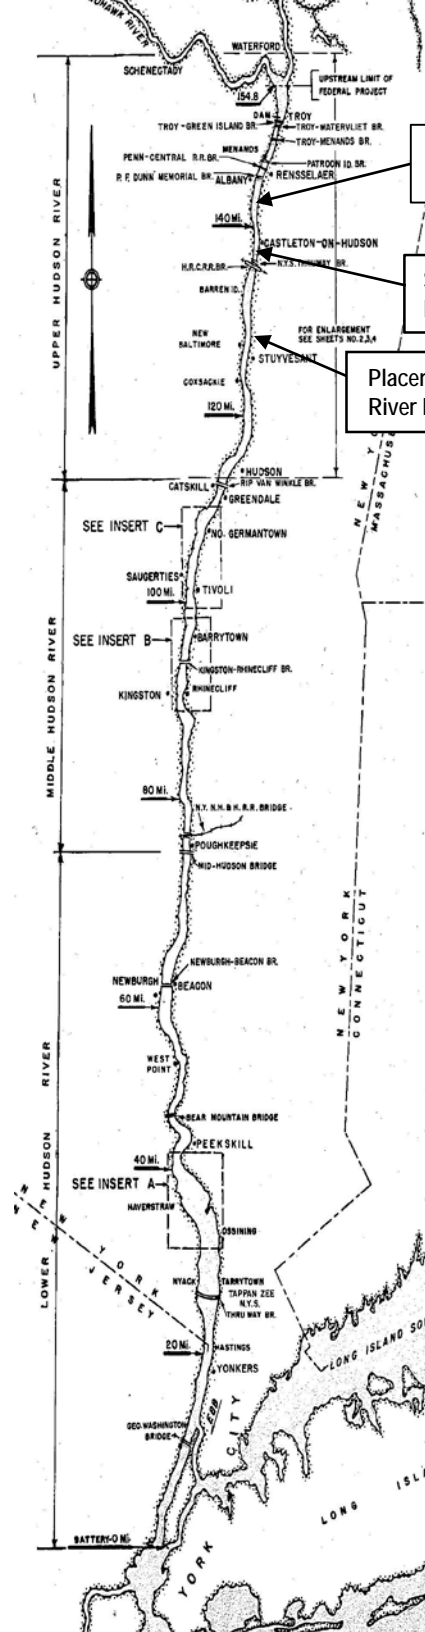 MOHAWK RIVER
WATERFORD
SCHENECTADY
UPSTREAM LIMIT OF
FEDERAL PROJECT
154.8
DAM
TROY
TROY-GREEN ISLAND BR.
TROY-WATERVLIET BR.
TROY-MENANDS BR.
MENANDS
PENN-CENTRAL R.R. BR.
PATROON ID. BR.
RENSSELAER
P. F. DUNN MEMORIAL BR.
ALBANY
140 Mi.
CASTLETON-ON-HUDSON
H.R.C.R.R. BR.
N.Y.S. THRUWAY BR.
BARREN ID.
UPPER HUDSON RIVER
NEW
BALTIMORE
FOR ENLARGEMENT
SEE SHEETS NO. 2,3,4
STUYVESANT
Placer
River
COXSACKIE
120 Mi.
HUDSON
RIP VAN WINKLE BR.
CATSKILL
GREENDALE
NEW YO
MASSACHUSE
SEE INSERT C
NO. GERMANTOWN
SAUGERTIES
100 Mi.
TIVOLI
SEE INSERT B
BARRYTOWN
KINGSTON-RHINECLIFF BR.
KINGSTON
RHINECLIFF
MIDDLE HUDSON RIVER
80 Mi.
N.Y. N.H. & H. R.R. BRIDGE
POUGHKEEPSIE
MID-HUDSON BRIDGE
NEW YORK
CONNECTICUT
NEWBURGH-BEACON BR.
NEWBURGH
BEACON
60 Mi.
WEST
POINT
BEAR MOUNTAIN BRIDGE
PEEKSKILL
40 Mi.
SEE INSERT A
HAVERSTRAW
OSSINING
LOWER HUDSON RIVER
NEW YORK
NEW JERSEY
NYACK
TARRYTOWN
TAPPAN ZEE
N.Y.S.
THRUWAY BR.
20 Mi.
HASTINGS
YONKERS
LONG ISLAND SO
GEO. WASHINGTON
BRIDGE
CITY
LONG ISL
BATTERY-0 Mi.
YORK